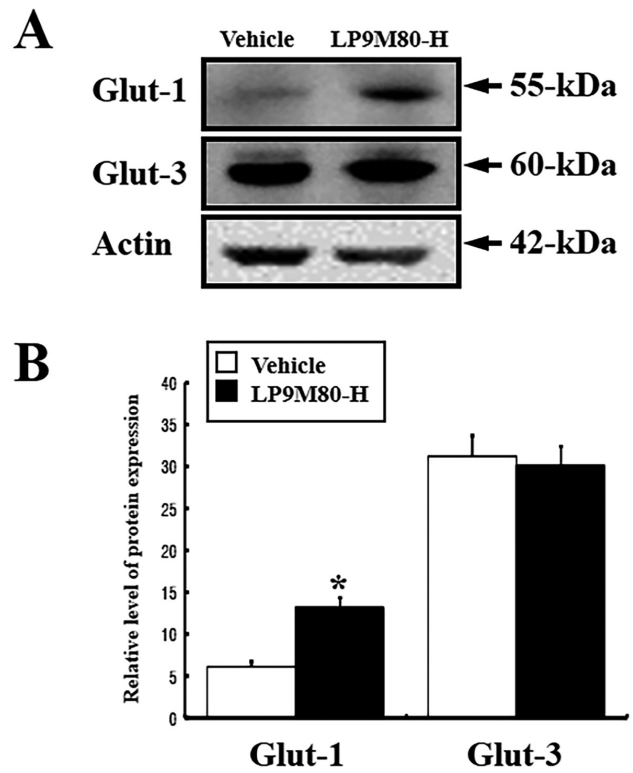 A
Vehicle LP9M80-H
Glut-1 55-kDa
Glut-3 60-kDa
Actin 42-kDa
B
Vehicle
LP9M80-H
Relative level of protein expression
40
35
30
25
20
15
10
5
0
*
Glut-1 Glut-3